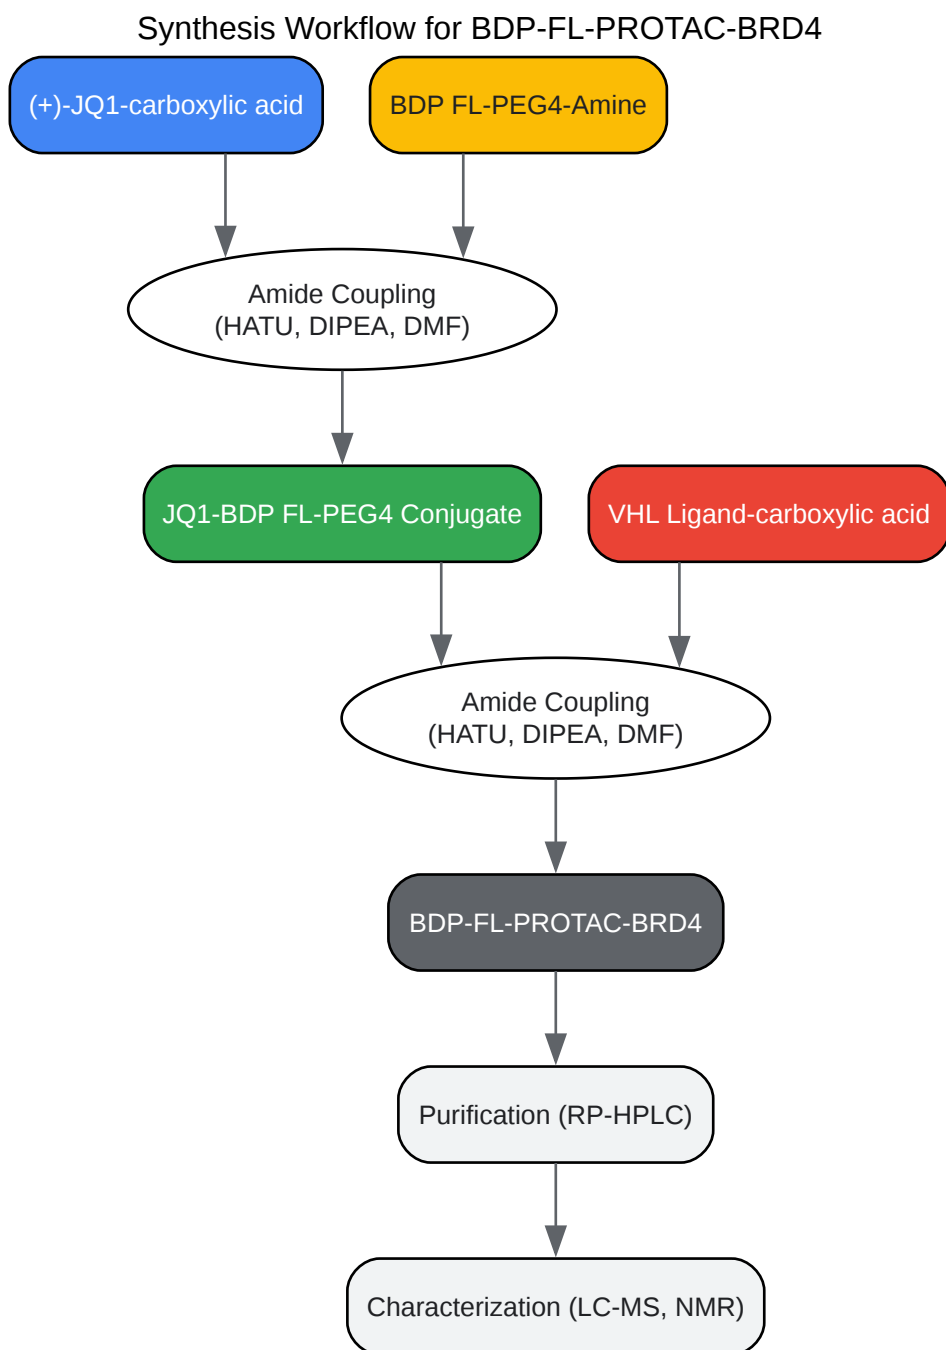 Synthesis Workflow for BDP-FL-PROTAC-BRD4
(+)-JQ1-carboxylic acid
BDP FL-PEG4-Amine
Amide Coupling
(HATU, DIPEA, DMF)
JQ1-BDP FL-PEG4 Conjugate
VHL Ligand-carboxylic acid
Amide Coupling
(HATU, DIPEA, DMF)
BDP-FL-PROTAC-BRD4
Purification (RP-HPLC)
Characterization (LC-MS, NMR)